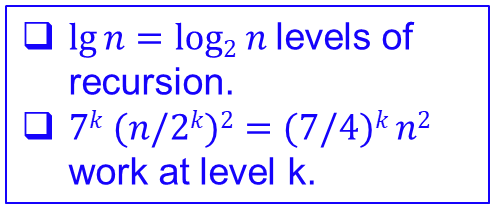 ❑ lg n = log₂ n levels of
recursion.
❑ 7ᵏ (n/2ᵏ)² = (7/4)ᵏ n²
work at level k.